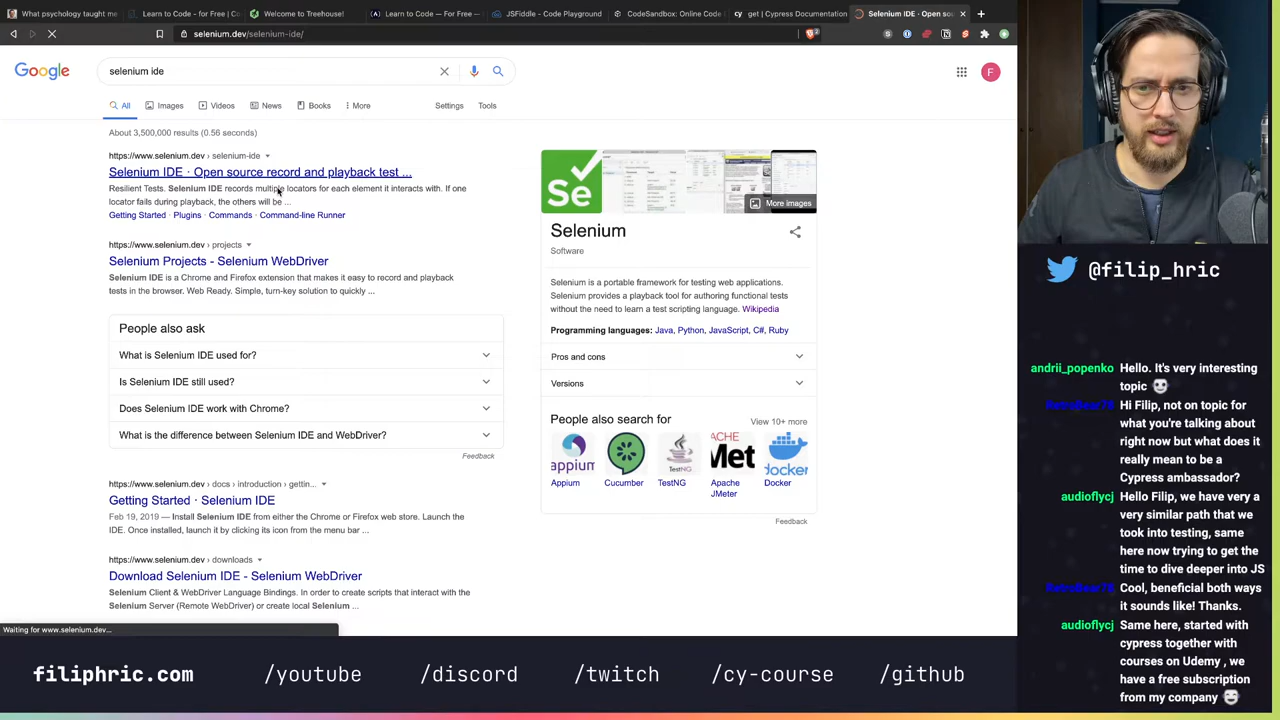 What psychology taught me
Learn to Code - for Free | C
Welcome to Treehouse!
Learn to Code — For Free —
JSFiddle - Code Playground
CodeSandbox: Online Code
cy get | Cypress Documentation
Selenium IDE · Open sou
selenium.dev/selenium-ide/
2
Google
selenium ide
F
All
Images
Videos
News
Books
More
Settings
Tools
About 3,500,000 results (0.56 seconds)
https://www.selenium.dev › selenium-ide
Selenium IDE · Open source record and playback test ...
Resilient Tests. Selenium IDE records multiple locators for each element it interacts with. If one
locator fails during playback, the others will be ...
Getting Started · Plugins · Commands · Command-line Runner
https://www.selenium.dev › projects
Selenium Projects - Selenium WebDriver
Selenium IDE is a Chrome and Firefox extension that makes it easy to record and playback
tests in the browser. Web Ready. Simple, turn-key solution to quickly ...
People also ask
What is Selenium IDE used for?
Is Selenium IDE still used?
Does Selenium IDE work with Chrome?
What is the difference between Selenium IDE and WebDriver?
Feedback
https://www.selenium.dev › docs › introduction › gettin...
Getting Started · Selenium IDE
Feb 19, 2019 — Install Selenium IDE from either the Chrome or Firefox web store. Launch the
IDE. Once installed, launch it by clicking its icon from the menu bar ...
https://www.selenium.dev › downloads
Download Selenium IDE - Selenium WebDriver
Selenium Client & WebDriver Language Bindings. In order to create scripts that interact with the
Selenium Server (Remote WebDriver) or create local Selenium ...
Waiting for www.selenium.dev...
Se
More images
Selenium
Software
Selenium is a portable framework for testing web applications.
Selenium provides a playback tool for authoring functional tests
without the need to learn a test scripting language. Wikipedia
Programming languages: Java, Python, JavaScript, C#, Ruby
Pros and cons
Versions
People also search for
View 10+ more
appium
TestNG
ACHE
Met
docker
Appium
Cucumber
TestNG
Apache
JMeter
Docker
Feedback
@filip_hric
andrii_popenko Hello. It's very interesting
topic
RetroBear78 Hi Filip, not on topic for
what you're talking about
right now but what does it
really mean to be a
Cypress ambassador?
audioflycj Hello Filip, we have very a
very similar path that we
took into testing, same
here now trying to get the
time to dive deeper into JS
RetroBear78 Cool, beneficial both ways
it sounds like! Thanks.
audioflycj Same here, started with
cypress together with
courses on Udemy , we
have a free subscription
from my company
filiphric.com
/youtube
/discord
/twitch
/cy-course
/github